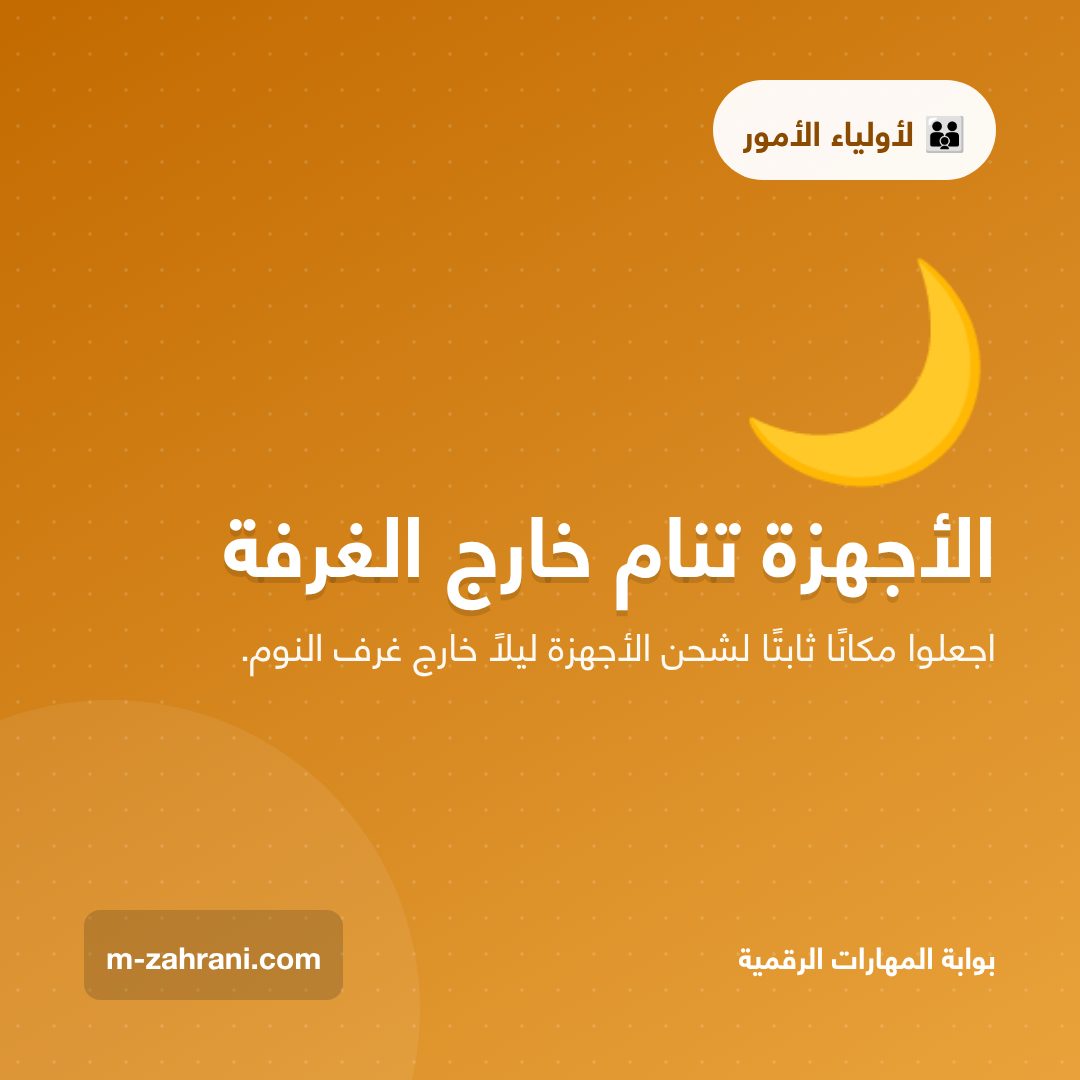 لأولياء الأمور
الأجهزة تنام خارج الغرفة
اجعلوا مكانًا ثابتًا لشحن الأجهزة ليلاً خارج غرف النوم.
بوابة المهارات الرقمية
m-zahrani.com